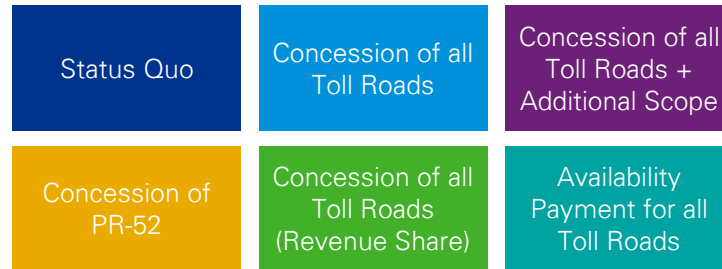 Status Quo
Concession of all
Toll Roads
Concession of all
Toll Roads +
Additional Scope
Concession of
PR-52
Concession of all
Toll Roads
(Revenue Share)
Availability
Payment for all
Toll Roads